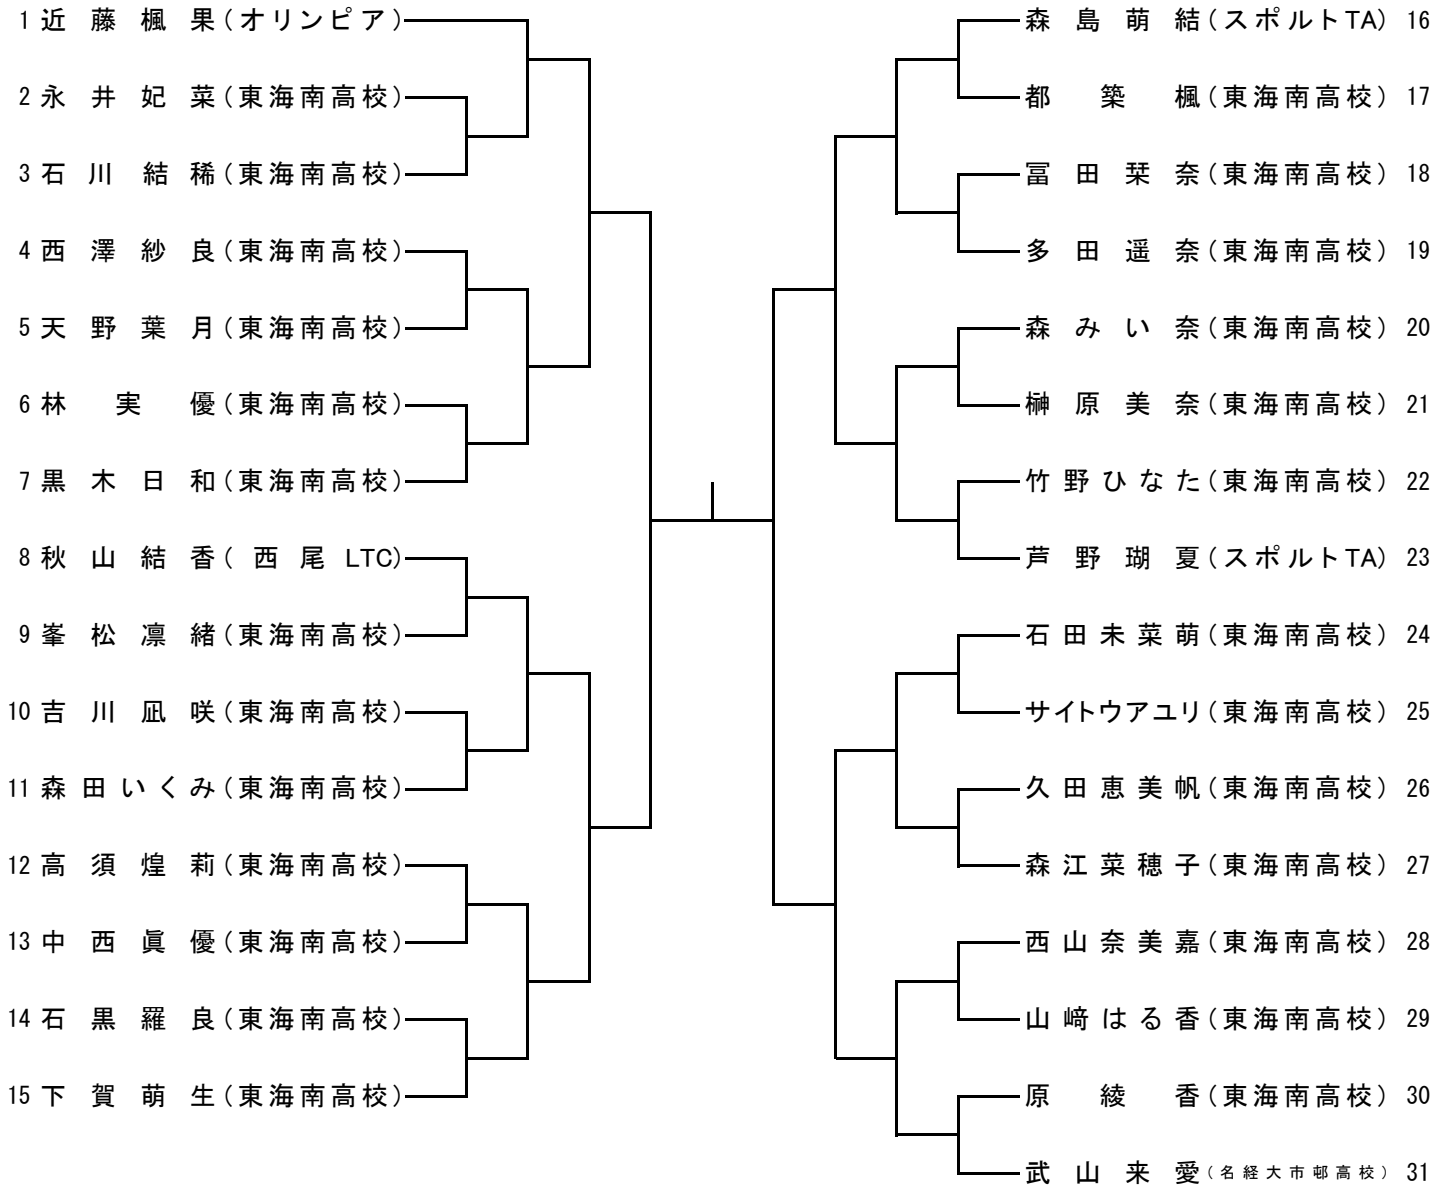 1 近藤楓果(オリンピア)
2 永井妃菜(東海南高校)
3 石川結稀(東海南高校)
4 西澤紗良(東海南高校)
5 天野葉月(東海南高校)
6 林実優(東海南高校)
7 黒木日和(東海南高校)
8 秋山結香(西尾LTC)
9 峯松凛緒(東海南高校)
10 吉川凪咲(東海南高校)
11 森田いくみ(東海南高校)
12 高須煌莉(東海南高校)
13 中西眞優(東海南高校)
14 石黒羅良(東海南高校)
15 下賀萌生(東海南高校)
森島萌結(スポルトTA) 16
都築楓(東海南高校) 17
冨田栞奈(東海南高校) 18
多田遥奈(東海南高校) 19
森みい奈(東海南高校) 20
榊原美奈(東海南高校) 21
竹野ひなた(東海南高校) 22
芦野瑚夏(スポルトTA) 23
石田未菜萌(東海南高校) 24
サイトウアユリ(東海南高校) 25
久田恵美帆(東海南高校) 26
森江菜穂子(東海南高校) 27
西山奈美嘉(東海南高校) 28
山﨑はる香(東海南高校) 29
原綾香(東海南高校) 30
武山来愛(名経大市邨高校) 31